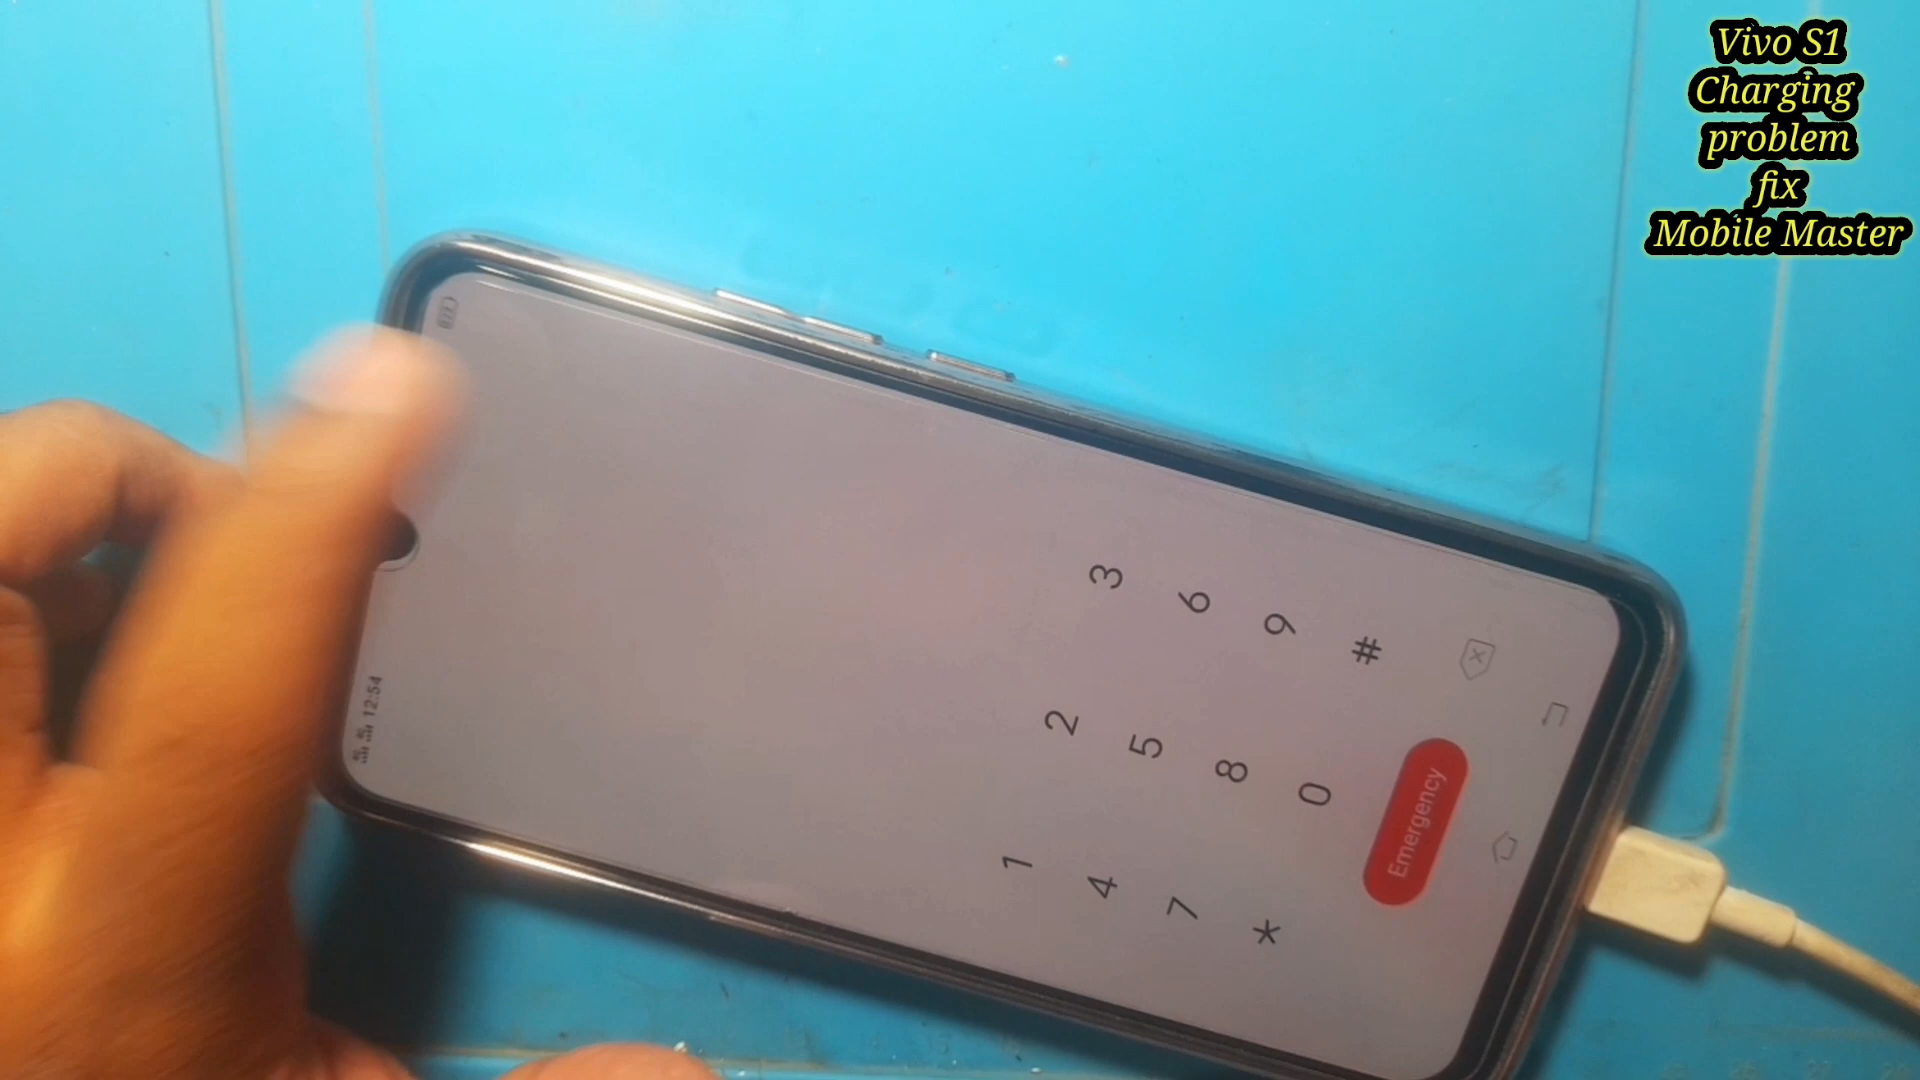 Vivo S1
Charging
problem
fix
Mobile Master
12:54
1 2 3
4 5 6
7 8 9
* 0 #
Emergency